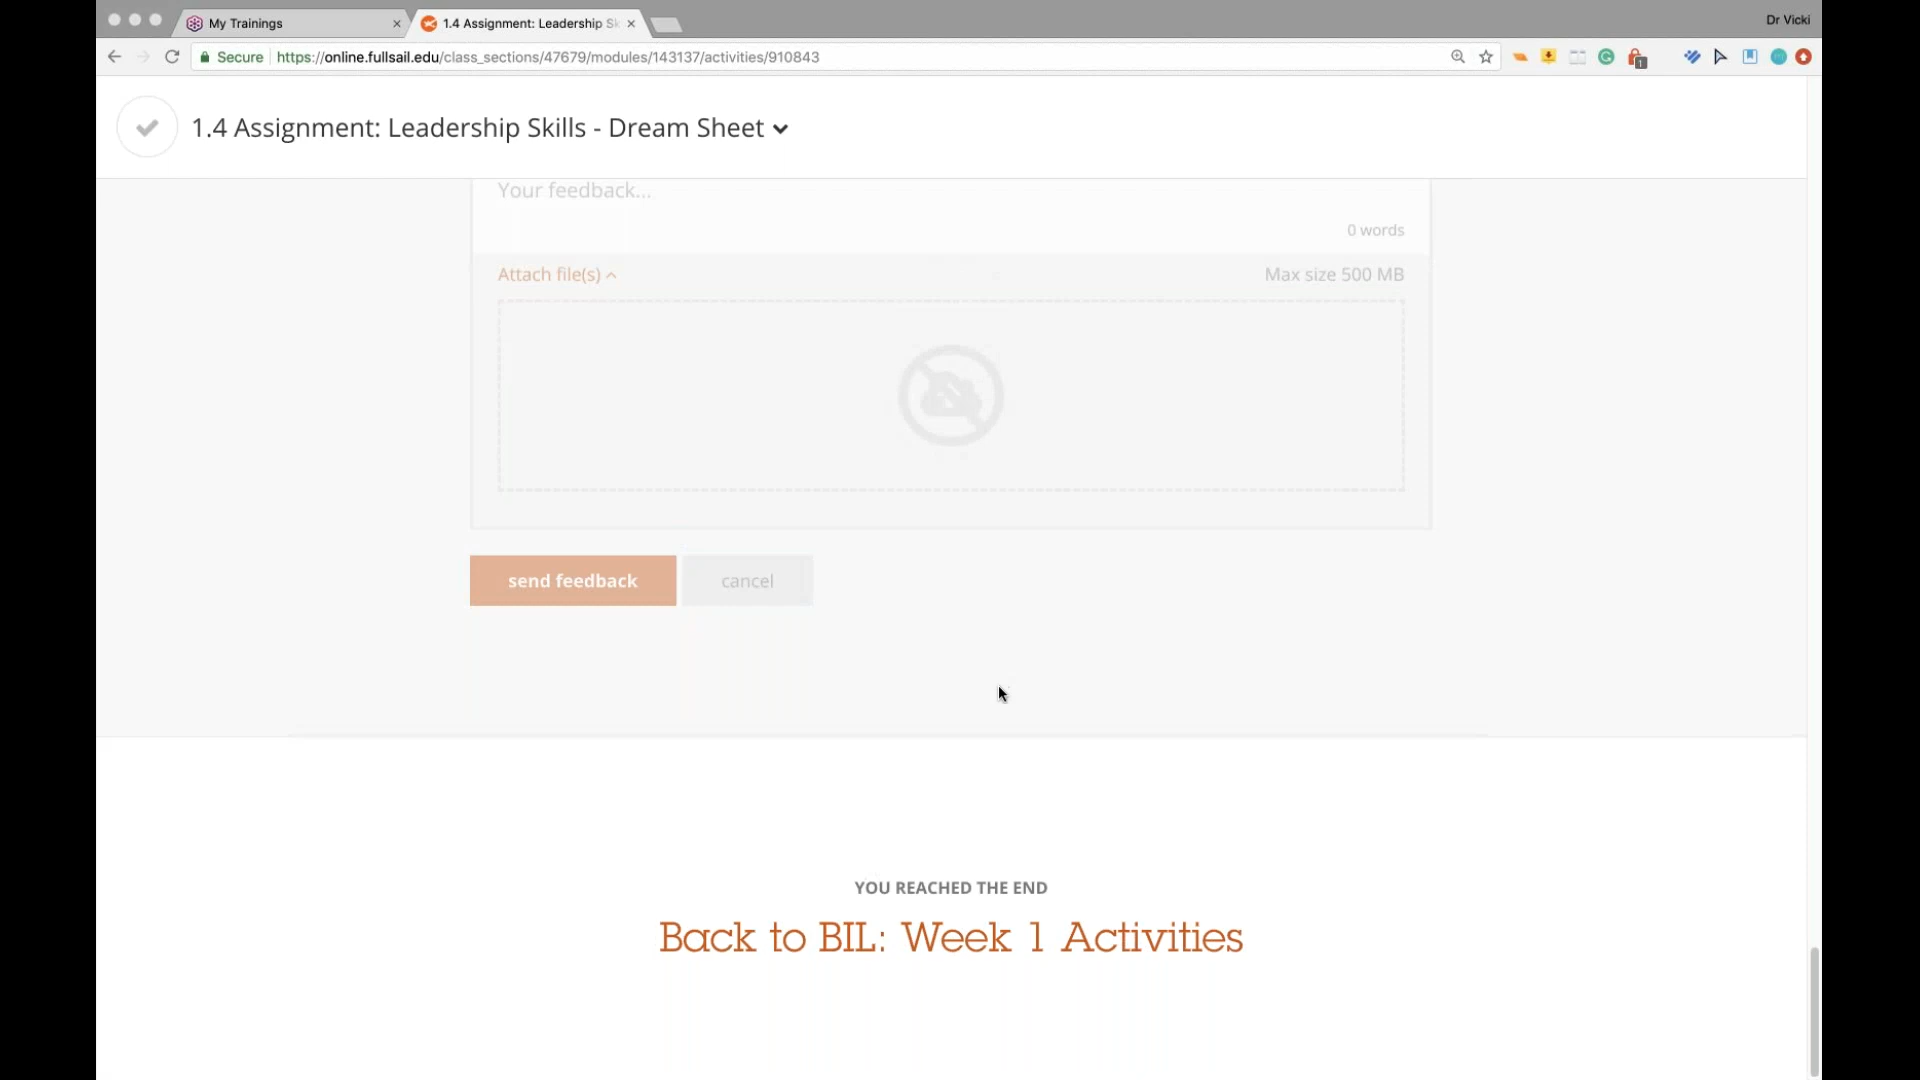 My Trainings
1.4 Assignment: Leadership Sk
Dr Vicki
Secure
https://online.fullsail.edu/class_sections/47679/modules/143137/activities/910843
1
1.4 Assignment: Leadership Skills - Dream Sheet
Your feedback...
0 words
Attach file(s)
Max size 500 MB
send feedback
cancel
YOU REACHED THE END
Back to BIL: Week 1 Activities